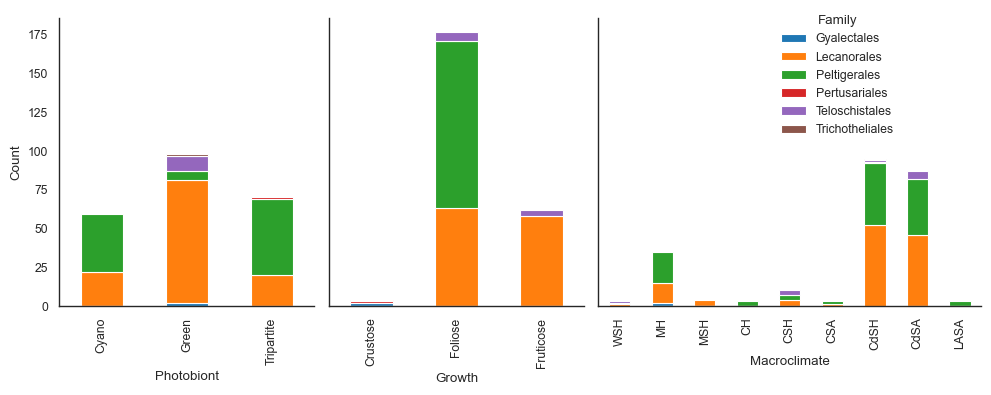 Family
Gyalectales
Lecanorales
Peltigerales
Pertusariales
Teloschistales
Trichotheliales
Count
175
150
125
100
75
50
25
0
Cyano
Green
Tripartite
Photobiont
Crustose
Foliose
Fruticose
Growth
WSH
MH
MSH
CH
CSH
CSA
CdSH
CdSA
LASA
Macroclimate